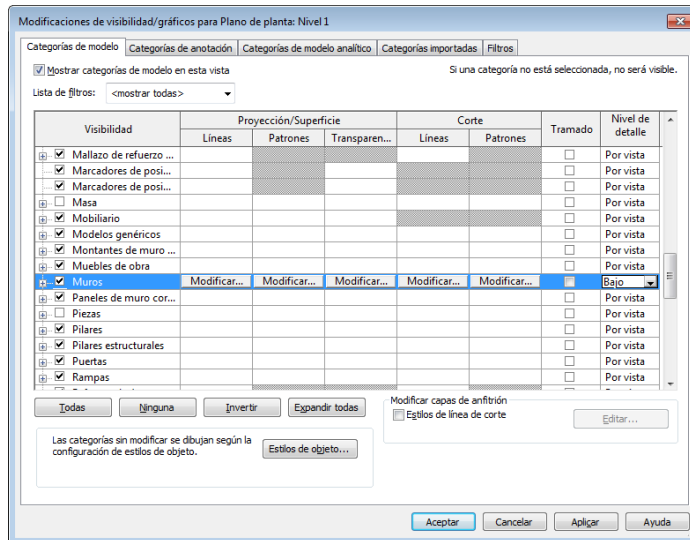 Modificaciones de visibilidad/gráficos para Plano de planta: Nivel 1
Categorías de modelo Categorías de anotación Categorías de modelo analítico Categorías importadas Filtros
Mostrar categorías de modelo en esta vista Si una categoría no está seleccionada, no será visible.
Lista de filtros: <mostrar todas>
Visibilidad Proyección/Superficie Corte Tramado Nivel de detalle
Líneas Patrones Transparen... Líneas Patrones
Mallazo de refuerzo ... Por vista
Marcadores de posi... Por vista
Marcadores de posi... Por vista
Masa Por vista
Mobiliario Por vista
Modelos genéricos Por vista
Montantes de muro ... Por vista
Muebles de obra Por vista
Muros Modificar... Modificar... Modificar... Modificar... Modificar... Bajo
Paneles de muro cor... Por vista
Piezas Por vista
Pilares Por vista
Pilares estructurales Por vista
Puertas Por vista
Rampas Por vista
Todas Ninguna Invertir Expandir todas
Modificar capas de anfitrión
Estilos de línea de corte Editar...
Las categorías sin modificar se dibujan según la
configuración de estilos de objeto. Estilos de objeto...
Aceptar Cancelar Aplicar Ayuda